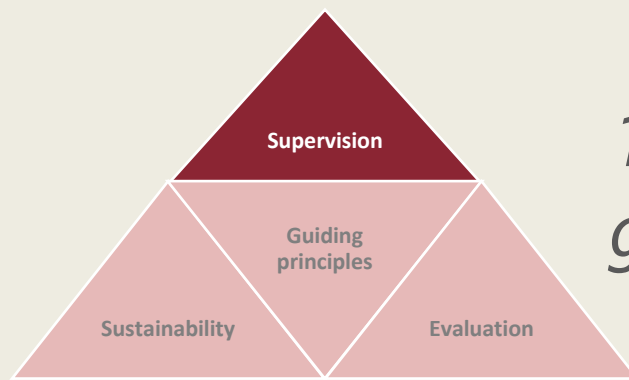 Supervision
Guiding
principles
Sustainability
Evaluation